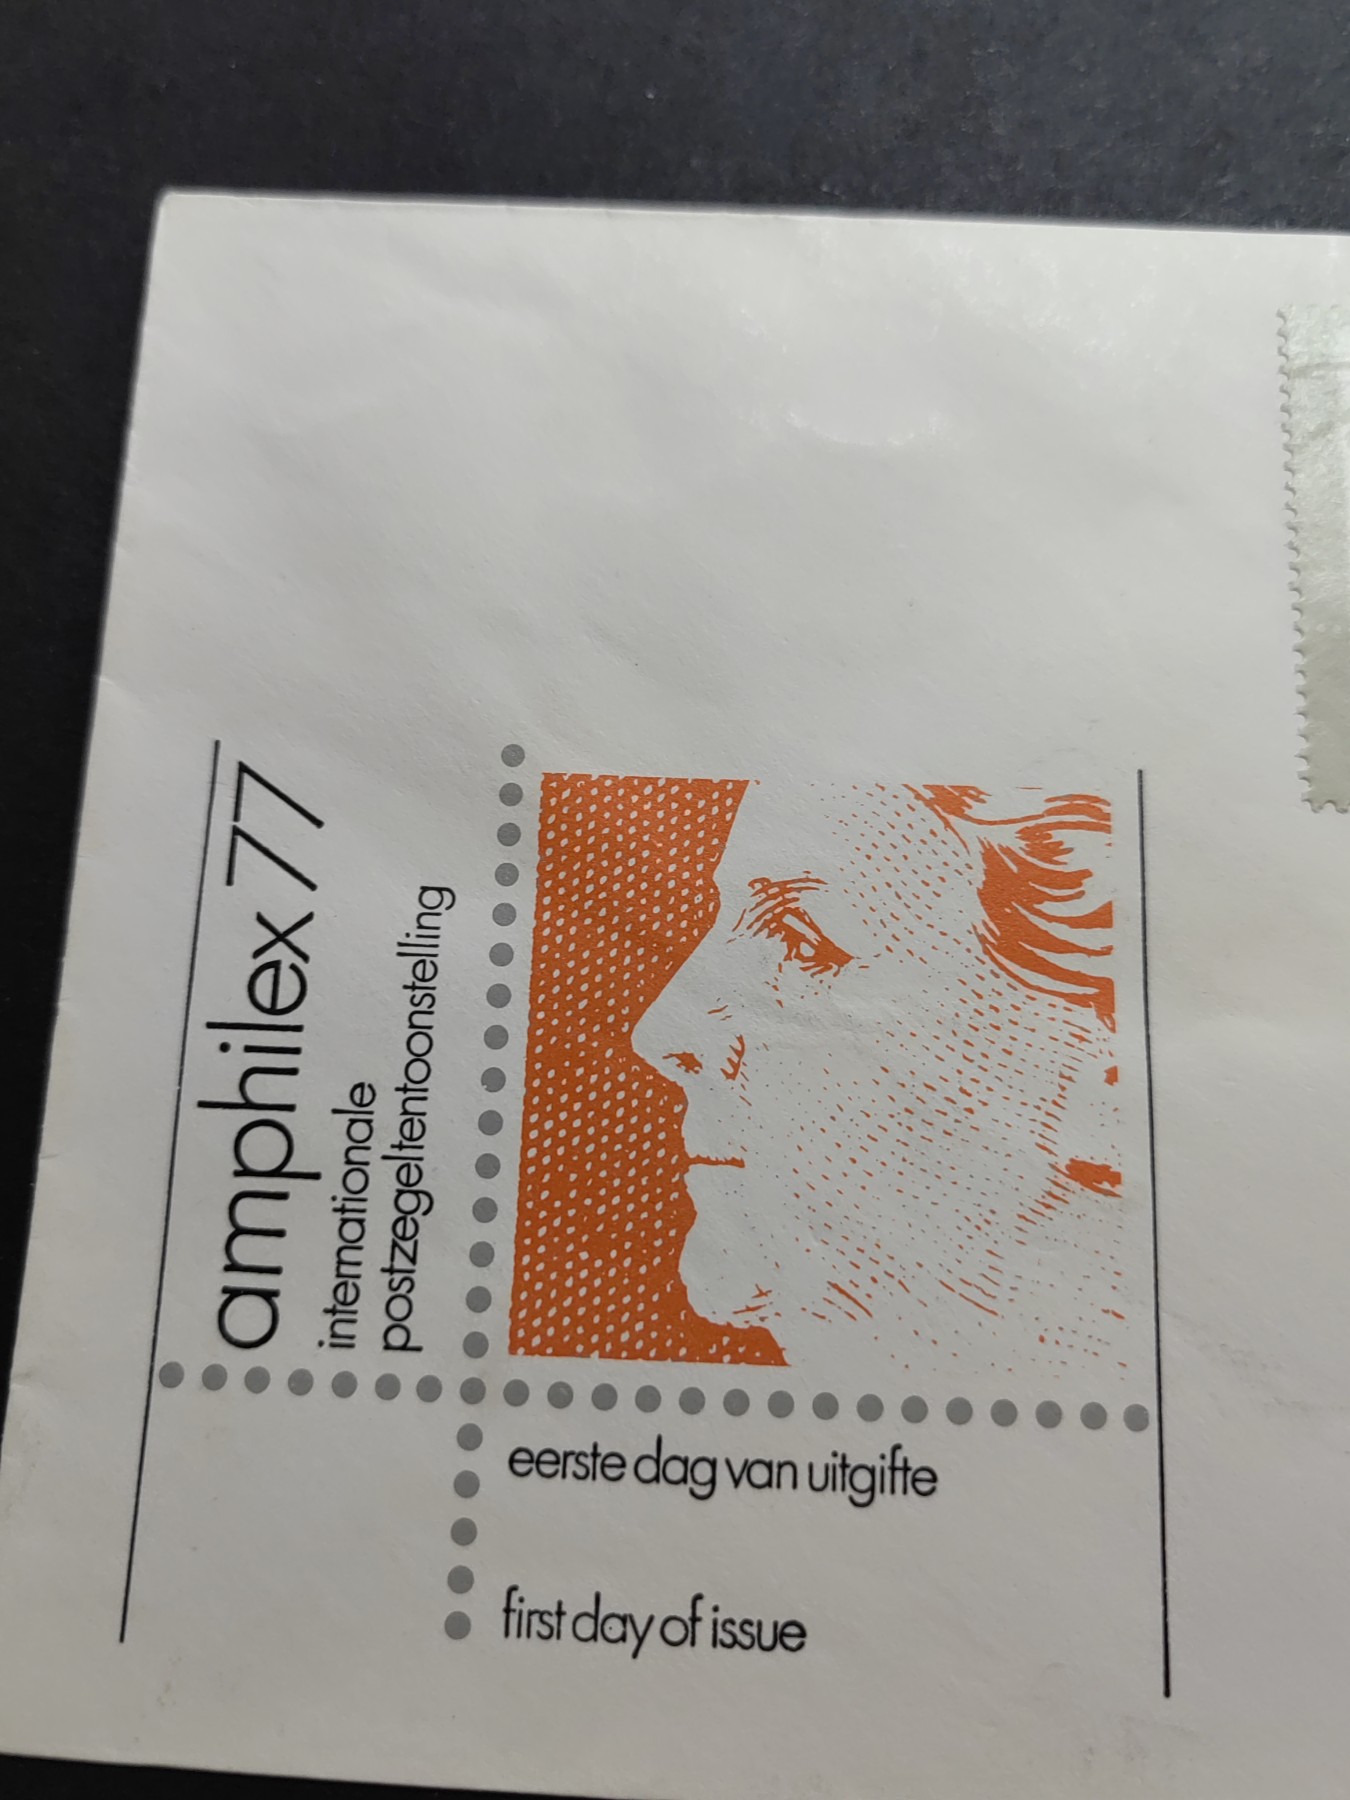 amphilex 77
internationale
postzegeltentoonstelling
eerste dag van uitgifte
first day of issue